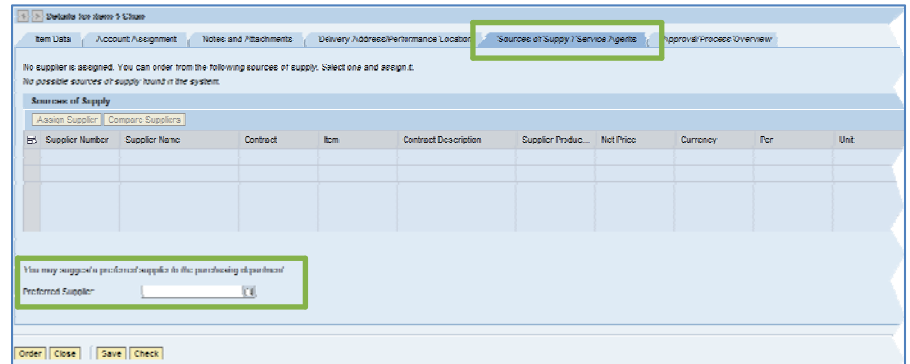 Details for item 1 Chair
Item Data Account Assignment Notes and Attachments Delivery Address/Performance Location Sources of Supply / Service Agents Approval Process Overview
No supplier is assigned. You can order from the following sources of supply. Select one and assign it.
No possible sources of supply found in the system.
Sources of Supply
Assign Supplier Compare Suppliers
Supplier Number Supplier Name Contract Item Contract Description Supplier Produc... Net Price Currency Per Unit
You may suggest a preferred supplier to the purchasing department
Preferred Supplier
Order Close Save Check